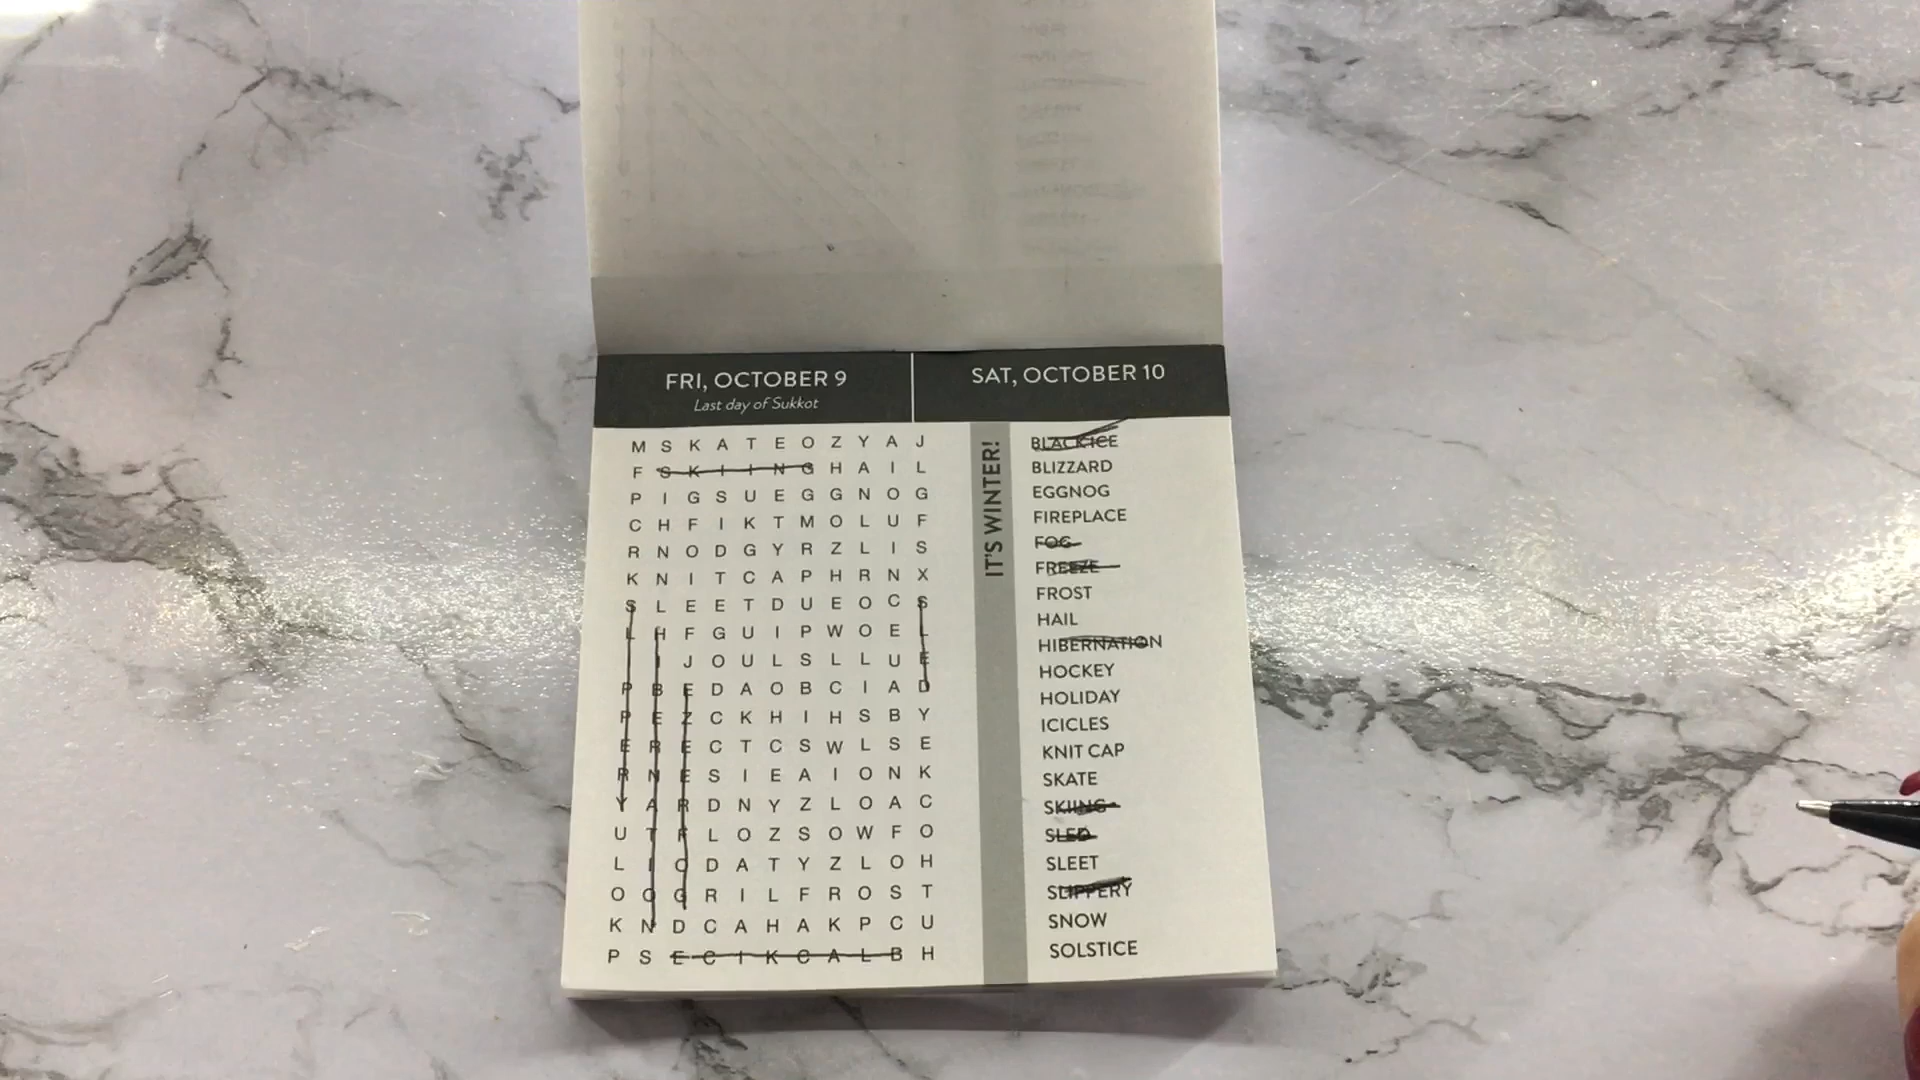 FRI, OCTOBER 9
Last day of Sukkot
SAT, OCTOBER 10
M S K A T E O Z Y A J
F S K I I N G H A I L
P I G S U E G G N O G
C H F I K T M O L U F
R N O D G Y R Z L I S
K N I T C A P H R N X
S L E E T D U E O C S
L H F G U I P W O E L
I I J O U L S L L U E
P B E D A O B C I A D
P E Z C K H I H S B Y
E R E C T C S W L S E
R N E S I E A I O N K
Y A R D N Y Z L O A C
U T F L O Z S O W F O
L I O D A T Y Z L O H
O O G R I L F R O S T
K N D C A H A K P C U
P S E C I K C A L B H
IT'S WINTER!
BLACK ICE
BLIZZARD
EGGNOG
FIREPLACE
FOG
FREEZE
FROST
HAIL
HIBERNATION
HOCKEY
HOLIDAY
ICICLES
KNIT CAP
SKATE
SKIING
SLED
SLEET
SLIPPERY
SNOW
SOLSTICE